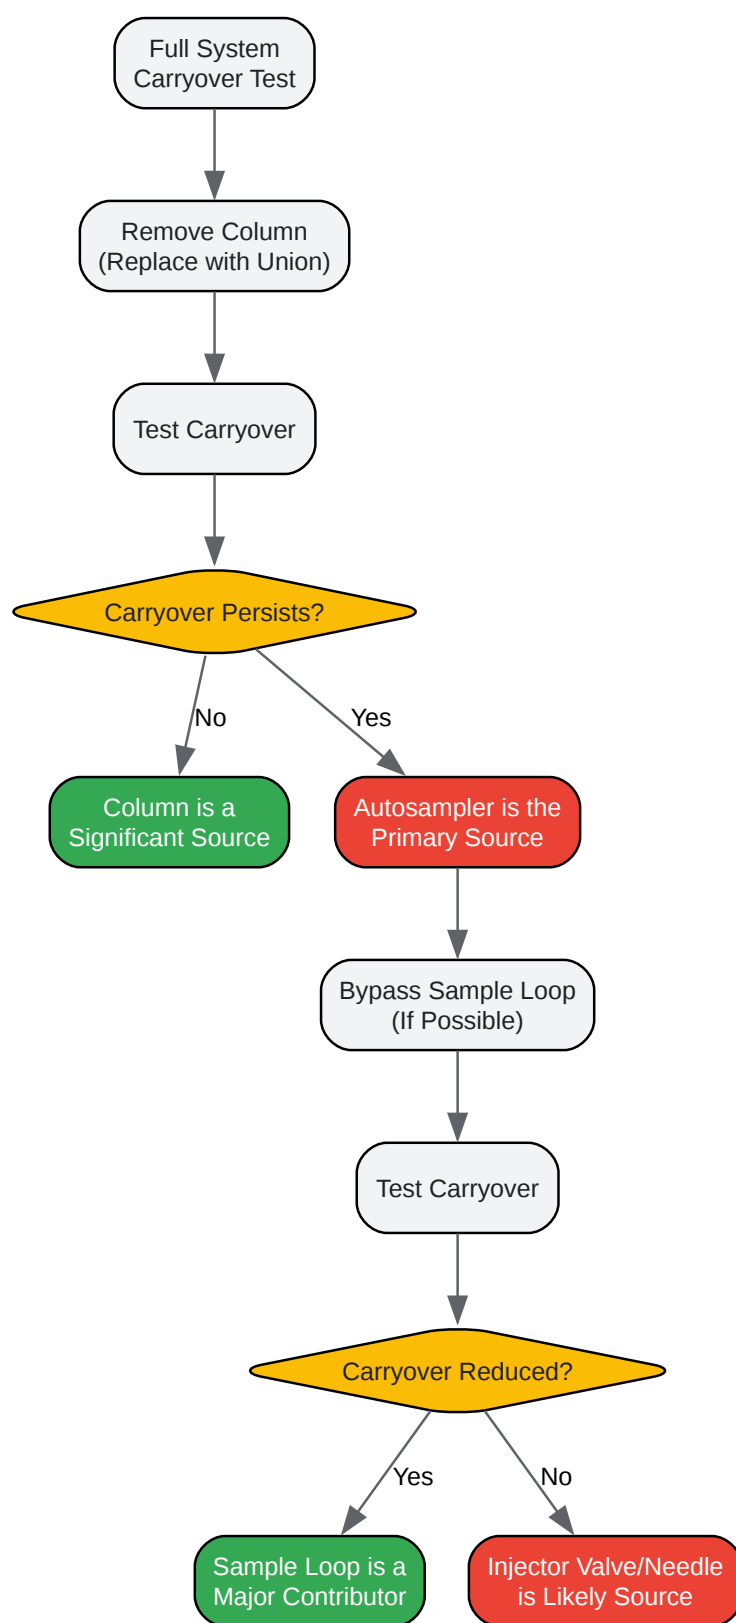 Full System
Carryover Test
Remove Column
(Replace with Union)
Test Carryover
Carryover Persists?
No
Yes
Column is a
Significant Source
Autosampler is the
Primary Source
Bypass Sample Loop
(If Possible)
Test Carryover
Carryover Reduced?
Yes
No
Sample Loop is a
Major Contributor
Injector Valve/Needle
is Likely Source